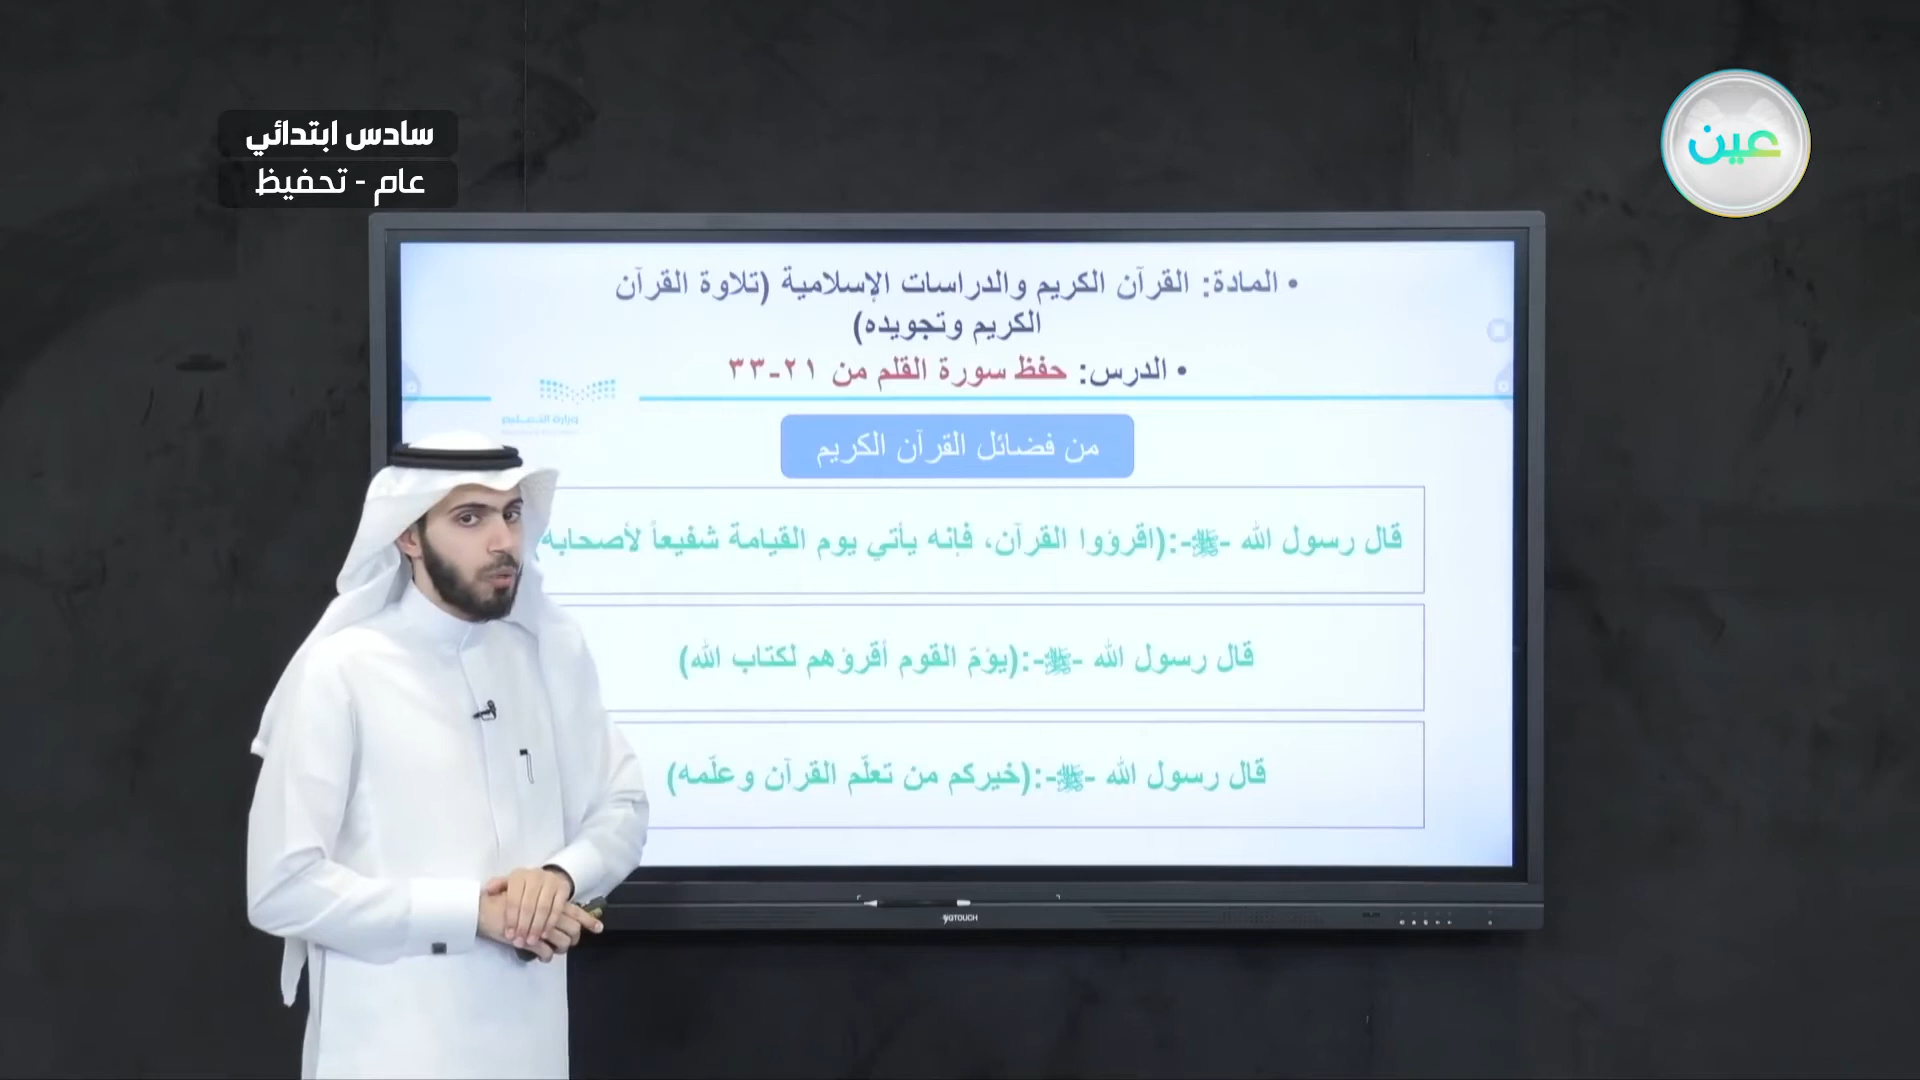 سادس ابتدائي
عام - تحفيظ
عين
• المادة: القرآن الكريم والدراسات الإسلامية (تلاوة القرآن
الكريم وتجويده)
• الدرس: حفظ سورة القلم من ٢١-٣٣
وزارة التعليم
من فضائل القرآن الكريم
قال رسول الله -ﷺ-:(اقرؤوا القرآن، فإنه يأتي يوم القيامة شفيعاً لأصحابه)
قال رسول الله -ﷺ-:(يؤمّ القوم أقرؤهم لكتاب الله)
قال رسول الله -ﷺ-:(خيركم من تعلّم القرآن وعلّمه)